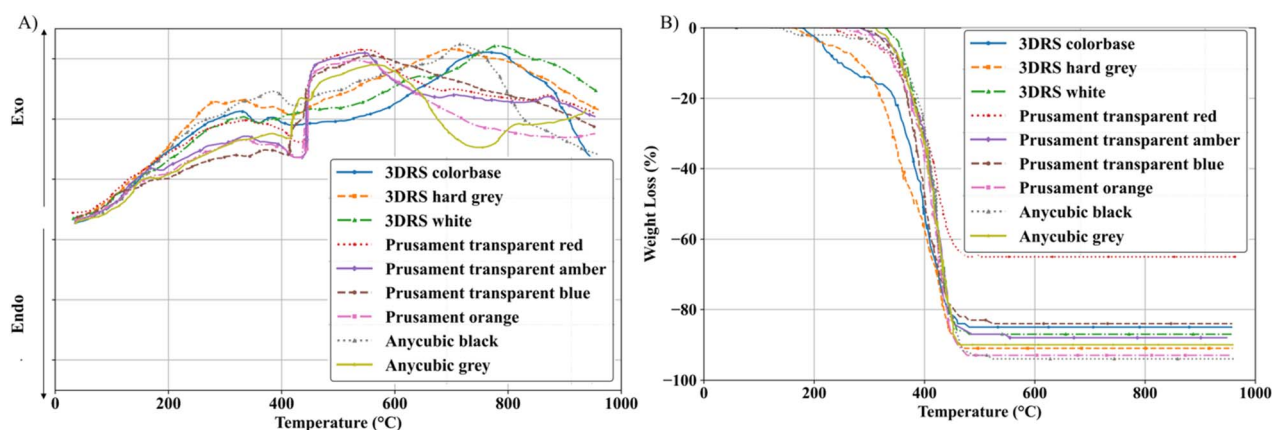 A)
Exo
Endo
3DRS colorbase
3DRS hard grey
3DRS white
Prusament transparent red
Prusament transparent amber
Prusament transparent blue
Prusament orange
Anycubic black
Anycubic grey
0
200
400
600
800
1000
Temperature (°C)
B)
Weight Loss (%)
0
−20
−40
−60
−80
−100
3DRS colorbase
3DRS hard grey
3DRS white
Prusament transparent red
Prusament transparent amber
Prusament transparent blue
Prusament orange
Anycubic black
Anycubic grey
0
200
400
600
800
1000
Temperature (°C)